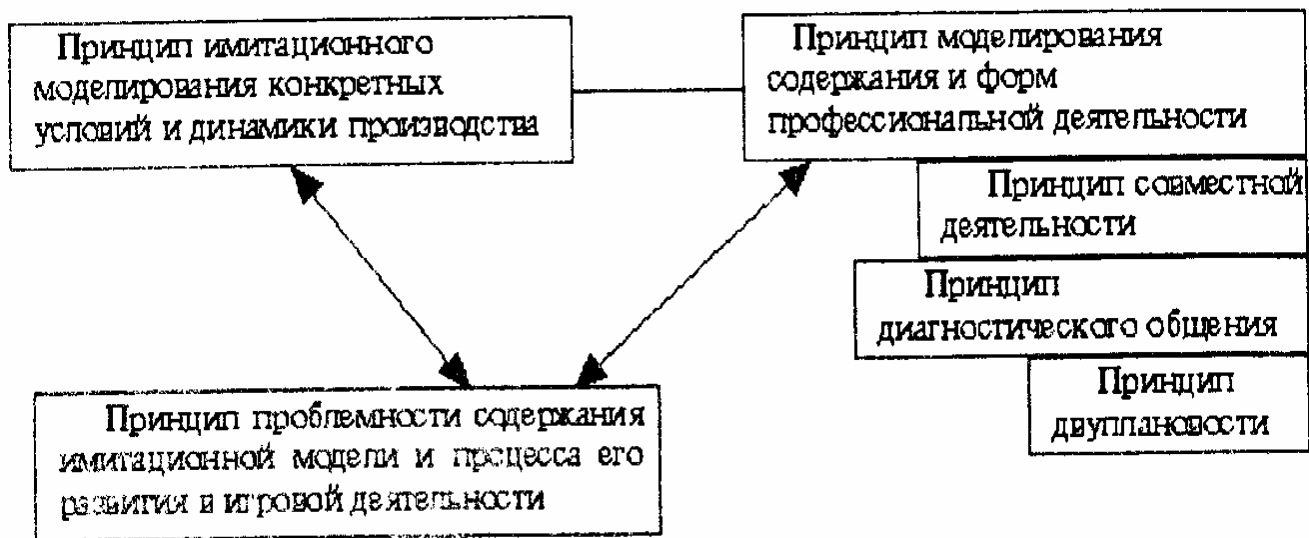 Принцип имитационного
моделирования конкретных
условий и динамики производства
Принцип моделирования
содержания и форм
профессиональной деятельности
Принцип совместной
деятельности
Принцип
диагностического общения
Принцип
двуплановости
Принцип проблемности содержания
имитационной модели и процесса его
развития в игровой деятельности